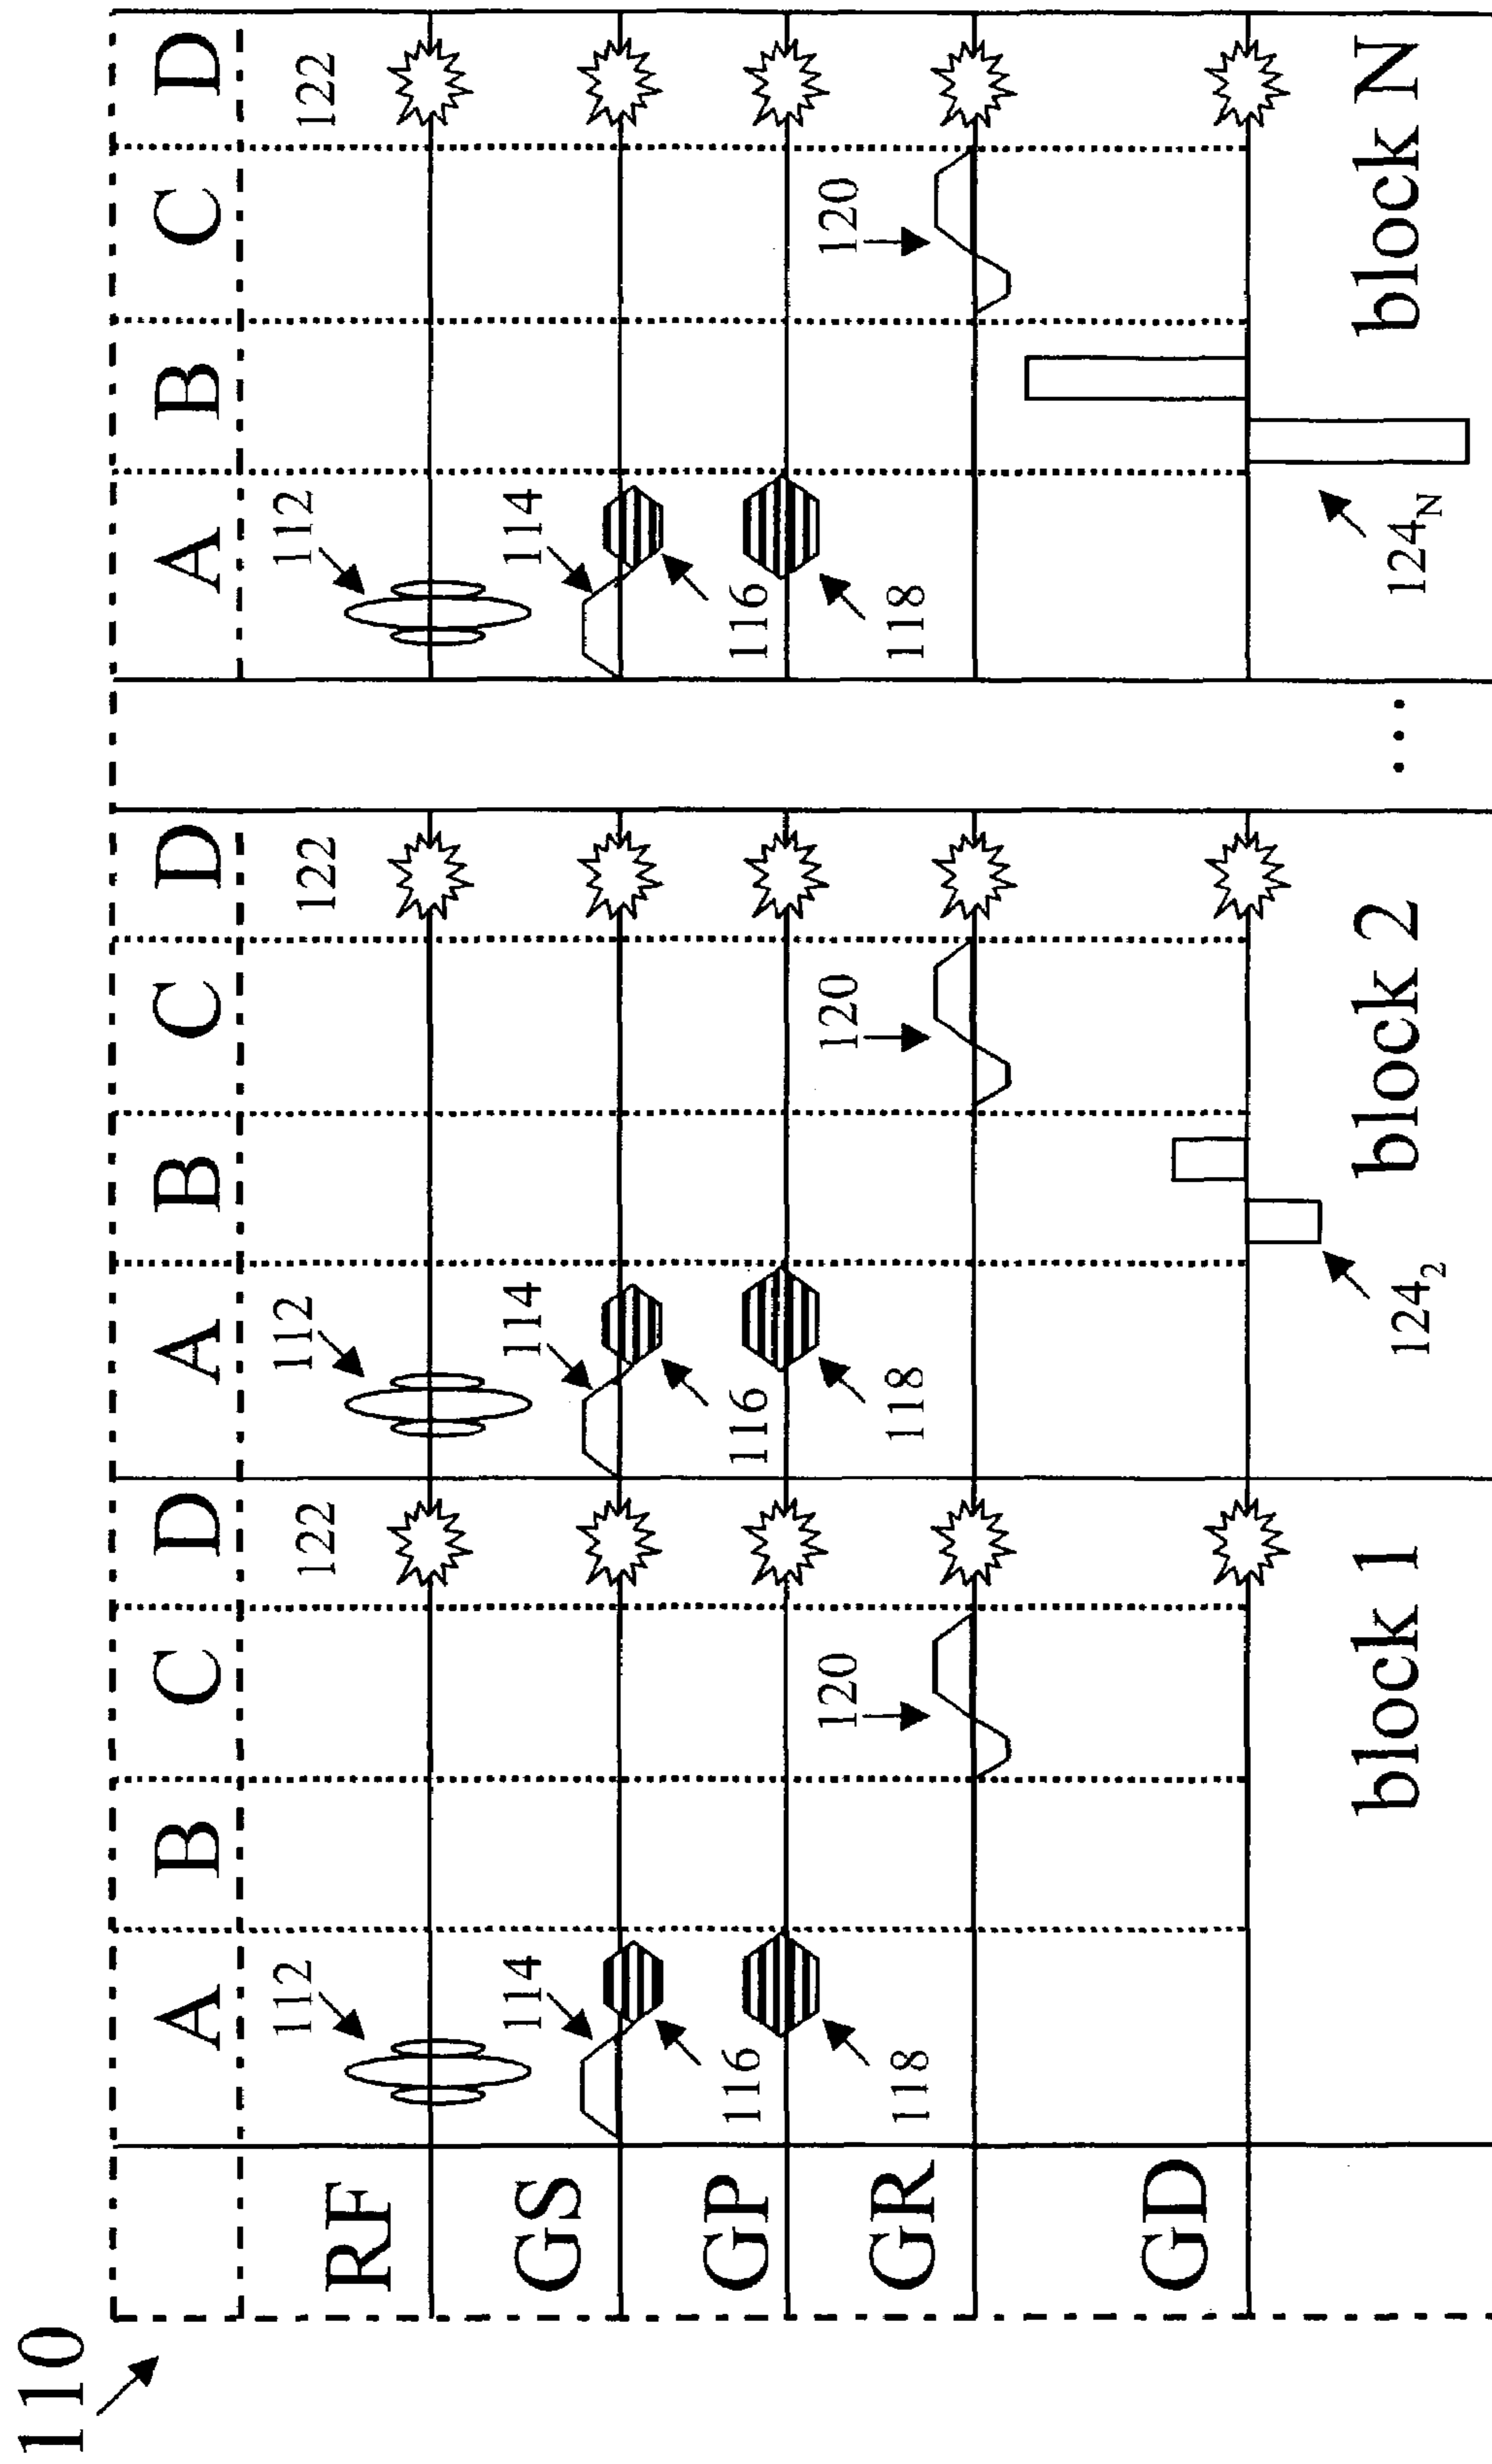 110
A B C D A B C D A B C D
112 122 112 122 112 122
RF
114 114 114
GS
116 116 116
GP
118 120 118 120 118 120
GR
GD
124₂ 124_N
block 1 block 2 ... block N